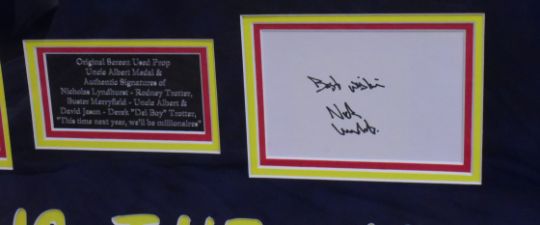 Original Screen Used Prop
Uncle Albert Medal &
Authentic Signatures of
Nicholas Lyndhurst - Rodney Trotter,
Buster Merryfield - Uncle Albert &
David Jason - Derek "Del Boy" Trotter,
"This time next year, we'll be millionaires"
Best wishes